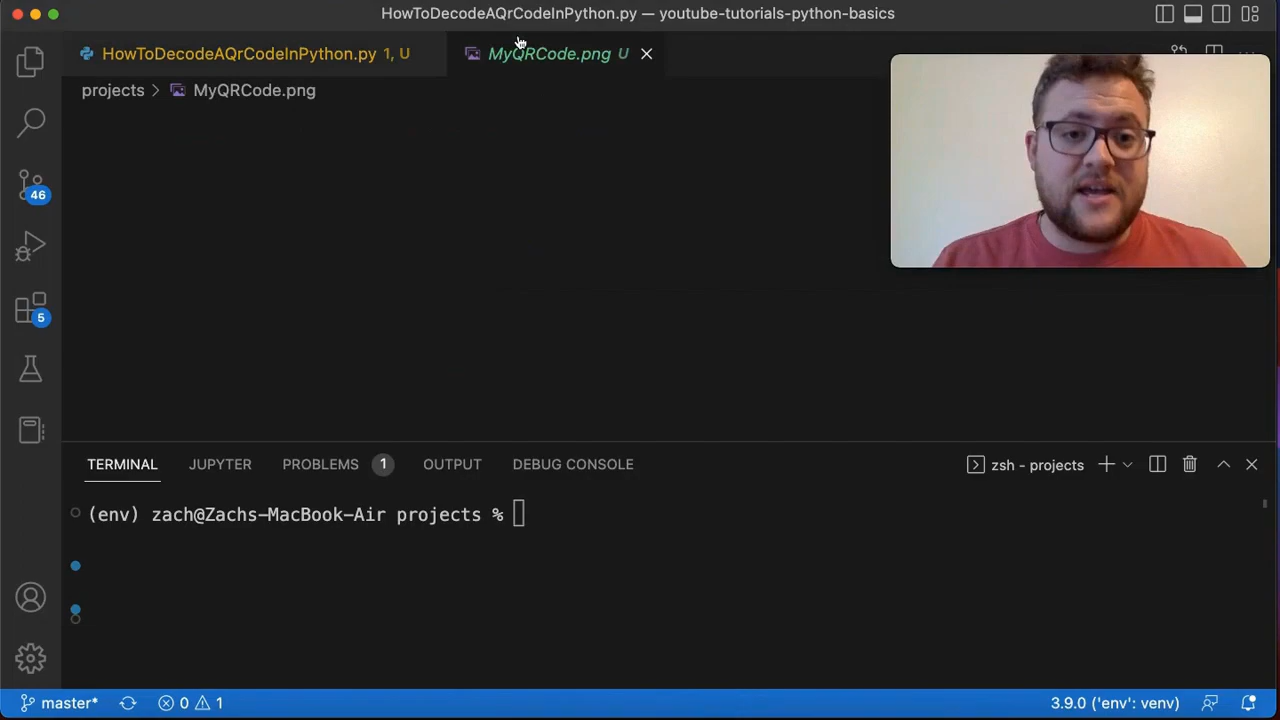 HowToDecodeAQrCodeInPython.py — youtube-tutorials-python-basics
HowToDecodeAQrCodeInPython.py 1, U
MyQRCode.png U
projects > MyQRCode.png
46
5
TERMINAL JUPYTER PROBLEMS 1 OUTPUT DEBUG CONSOLE
zsh - projects
(env) zach@Zachs-MacBook-Air projects %
master* 0 1
3.9.0 ('env': venv)